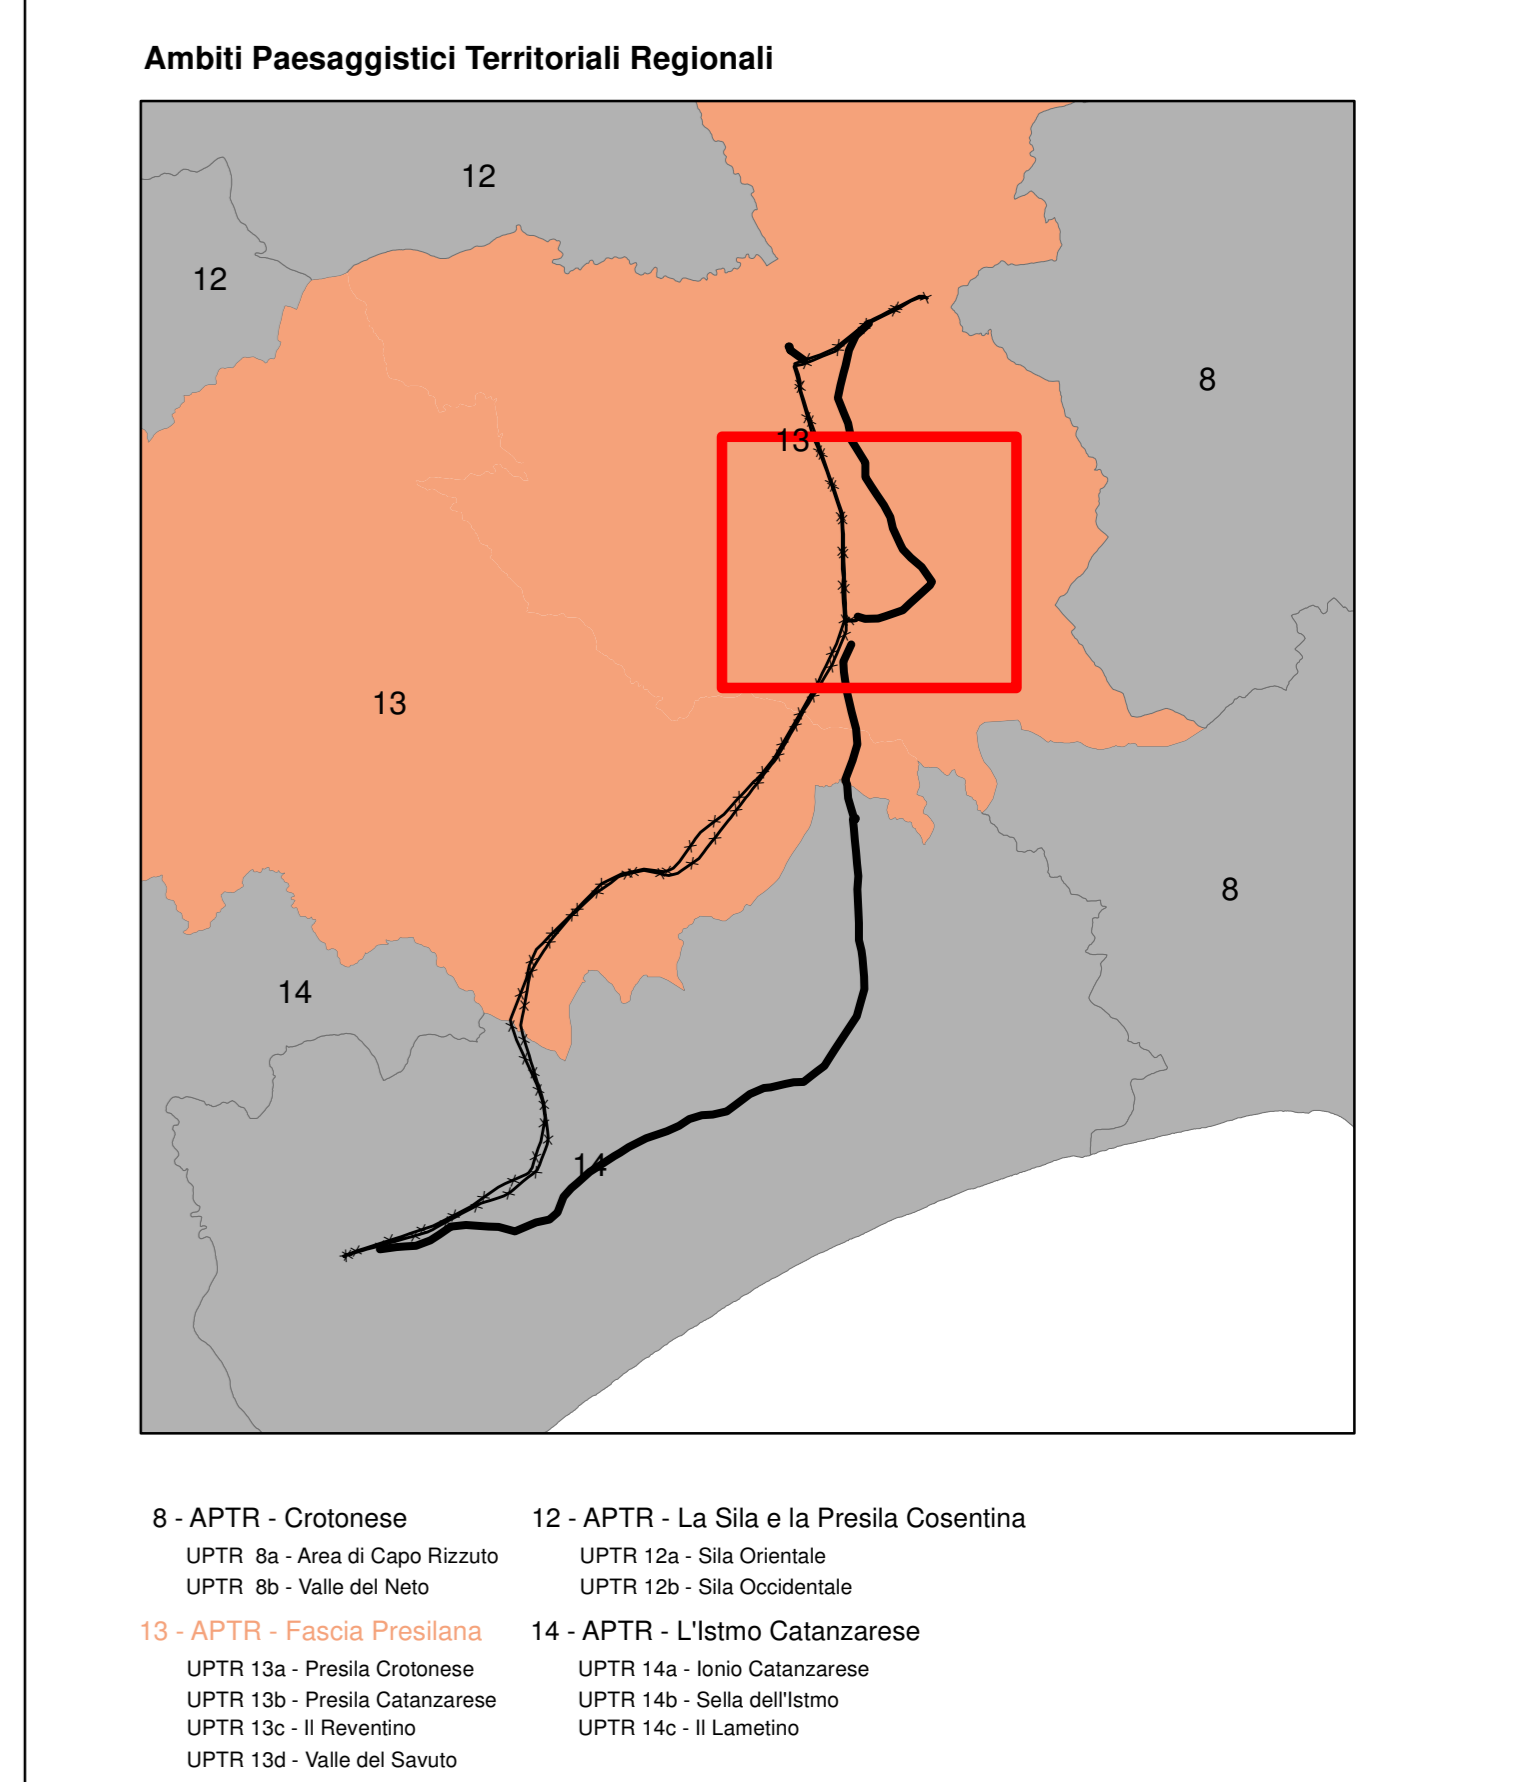 Ambiti Paesaggistici Territoriali Regionali
12
12
8
13
13
8
14
14
8 - APTR - Crotonese
UPTR 8a - Area di Capo Rizzuto
UPTR 8b - Valle del Neto
13 - APTR - Fascia Presilana
UPTR 13a - Presila Crotonese
UPTR 13b - Presila Catanzarese
UPTR 13c - Il Reventino
UPTR 13d - Valle del Savuto
12 - APTR - La Sila e la Presila Cosentina
UPTR 12a - Sila Orientale
UPTR 12b - Sila Occidentale
14 - APTR - L'Istmo Catanzarese
UPTR 14a - Ionio Catanzarese
UPTR 14b - Sella dell'Istmo
UPTR 14c - Il Lametino